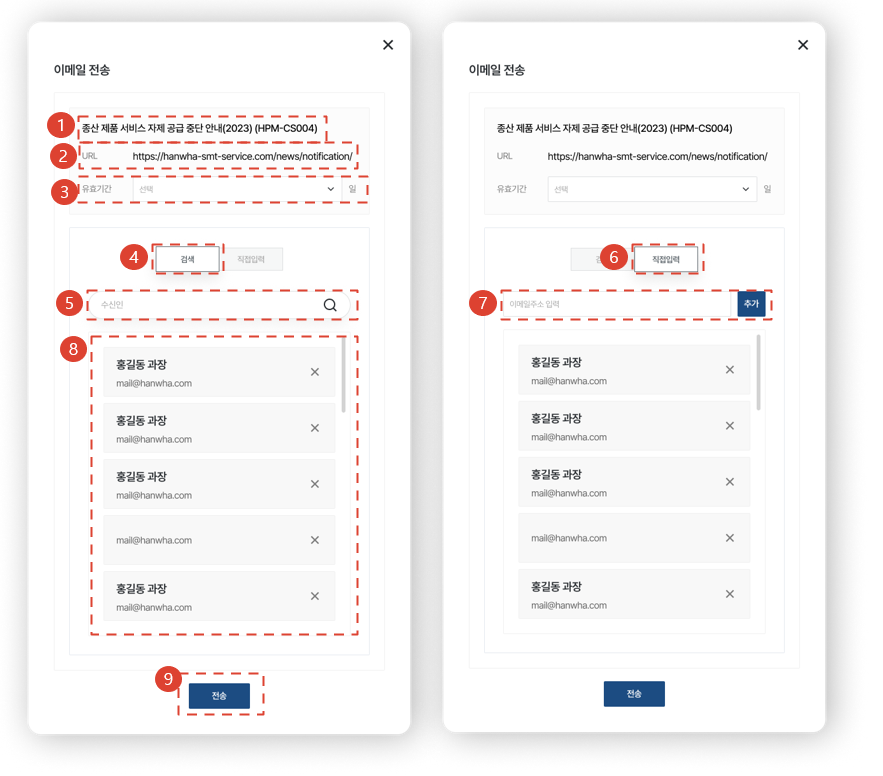 이메일 전송
1 종산 제품 서비스 자제 공급 중단 안내(2023) (HPM-CS004)
2 URL https://hanwha-smt-service.com/news/notification/
3 유효기간 선택 일
4 검색 직접입력
5 수신인
8
홍길동 과장
mail@hanwha.com
홍길동 과장
mail@hanwha.com
홍길동 과장
mail@hanwha.com
mail@hanwha.com
홍길동 과장
mail@hanwha.com
9 전송
이메일 전송
종산 제품 서비스 자제 공급 중단 안내(2023) (HPM-CS004)
URL https://hanwha-smt-service.com/news/notification/
유효기간 선택 일
6 직접입력
7 이메일주소 입력 추가
홍길동 과장
mail@hanwha.com
홍길동 과장
mail@hanwha.com
홍길동 과장
mail@hanwha.com
mail@hanwha.com
홍길동 과장
mail@hanwha.com
전송